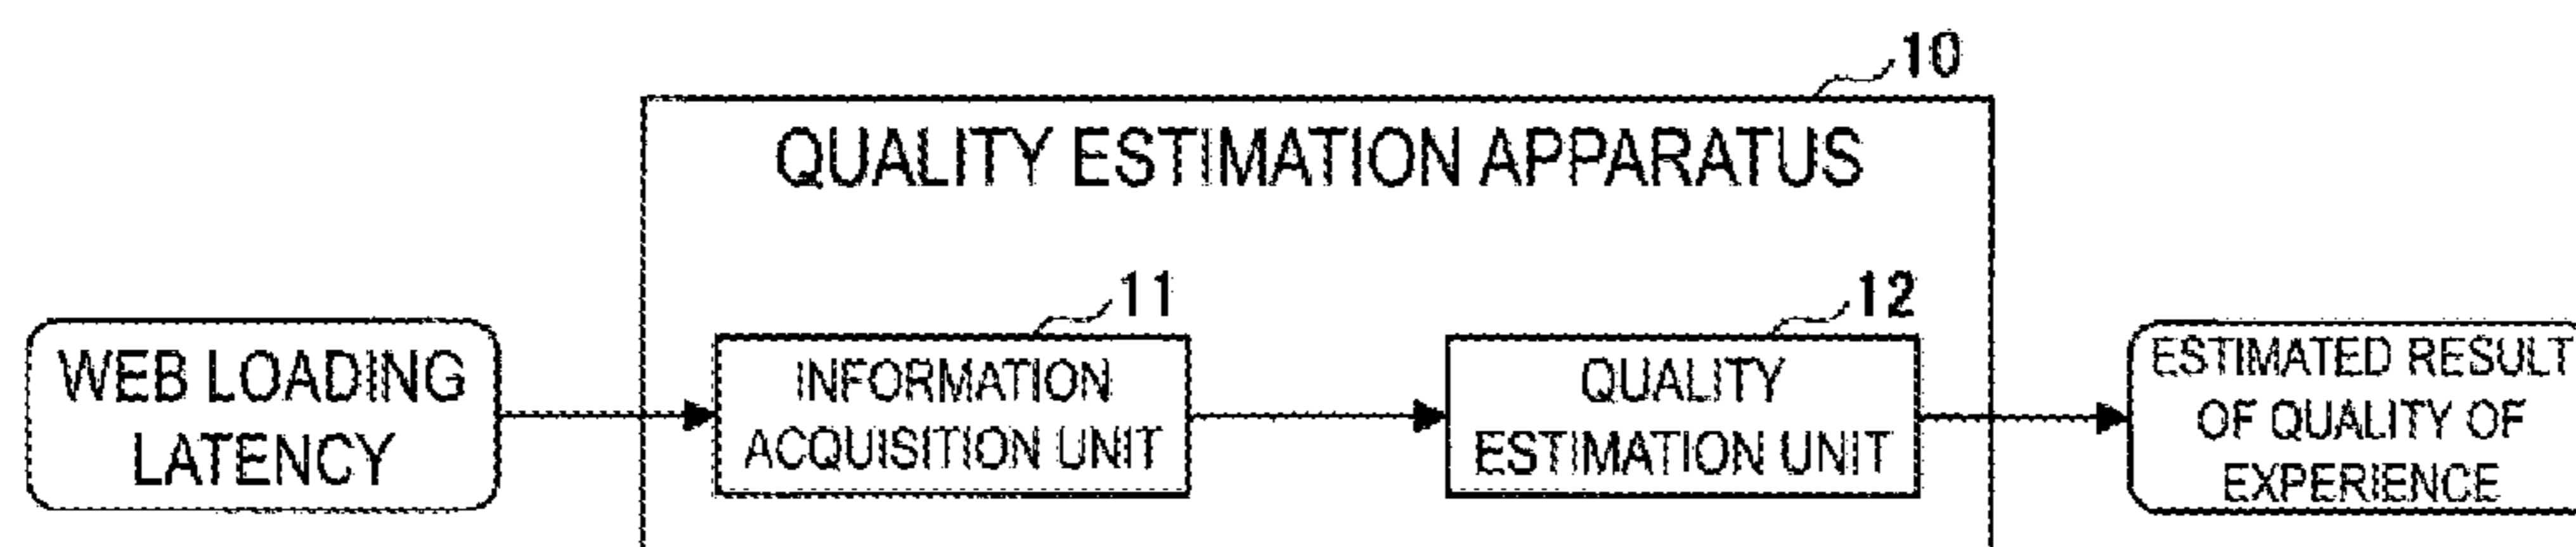 10
QUALITY ESTIMATION APPARATUS
11
12
WEB LOADING
LATENCY
INFORMATION
ACQUISITION UNIT
QUALITY
ESTIMATION UNIT
ESTIMATED RESULT
OF QUALITY OF
EXPERIENCE